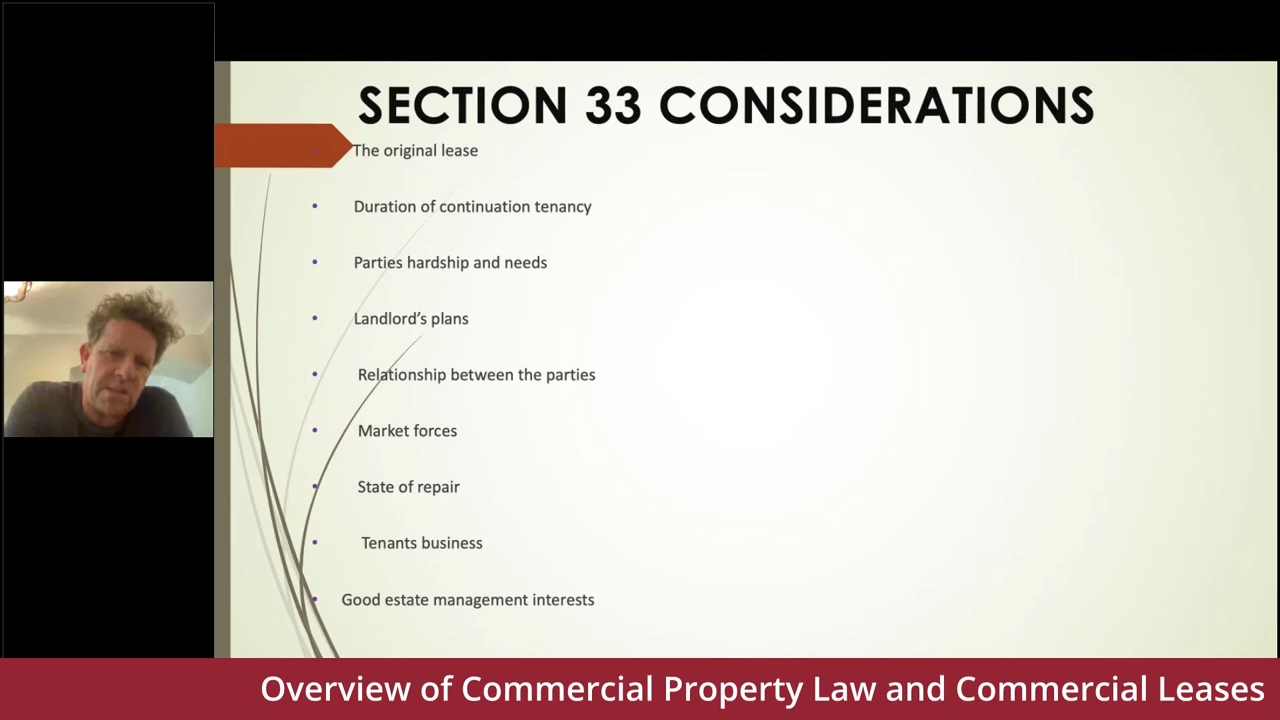 SECTION 33 CONSIDERATIONS
The original lease
Duration of continuation tenancy
Parties hardship and needs
Landlord’s plans
Relationship between the parties
Market forces
State of repair
Tenants business
Good estate management interests
Overview of Commercial Property Law and Commercial Leases